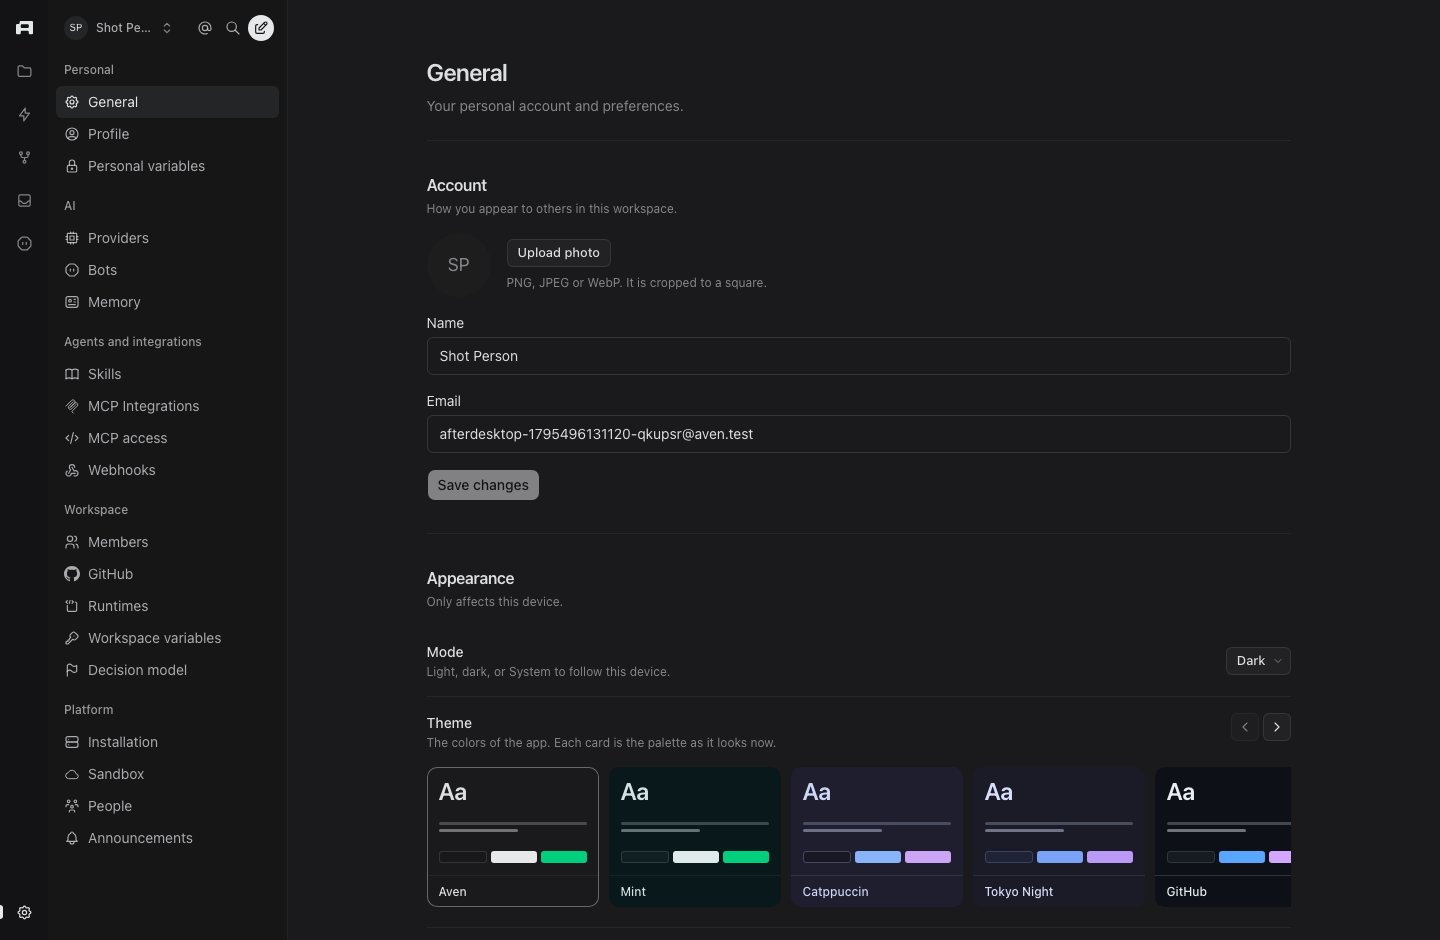 SP Shot Pe...
Personal
General
Profile
Personal variables
AI
Providers
Bots
Memory
Agents and integrations
Skills
MCP Integrations
MCP access
Webhooks
Workspace
Members
GitHub
Runtimes
Workspace variables
Decision model
Platform
Installation
Sandbox
People
Announcements
General
Your personal account and preferences.
Account
How you appear to others in this workspace.
SP
Upload photo
PNG, JPEG or WebP. It is cropped to a square.
Name
Shot Person
Email
afterdesktop-1795496131120-qkupsr@aven.test
Save changes
Appearance
Only affects this device.
Mode
Light, dark, or System to follow this device.
Dark
Theme
The colors of the app. Each card is the palette as it looks now.
Aa Aa Aa Aa Aa
Aven Mint Catppuccin Tokyo Night GitHub